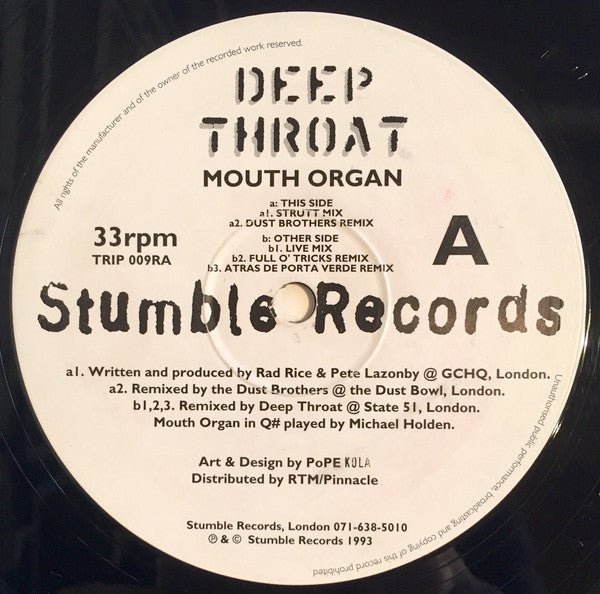 All rights of the manufacturer and of the owner of the recorded work reserved.
DEEP
THROAT
MOUTH ORGAN
a: THIS SIDE
a1. STRUTT MIX
a2. DUST BROTHERS REMIX
33rpm
TRIP 009RA
A
b: OTHER SIDE
b1. LIVE MIX
b2. FULL O' TRICKS REMIX
b3. ATRAS DE PORTA VERDE REMIX
Stumble Records
a1. Written and produced by Rad Rice & Pete Lazonby @ GCHQ, London.
a2. Remixed by the Dust Brothers @ the Dust Bowl, London.
b1,2,3. Remixed by Deep Throat @ State 51, London.
Mouth Organ in Q# played by Michael Holden.
Art & Design by PoPE KOLA
Distributed by RTM/Pinnacle
Stumble Records, London 071-638-5010
℗ & © Stumble Records 1993
Unauthorised public performance, broadcasting and copying of this record prohibited